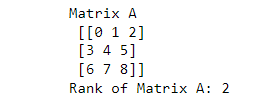 Matrix A
[[0 1 2]
[3 4 5]
[6 7 8]]
Rank of Matrix A: 2